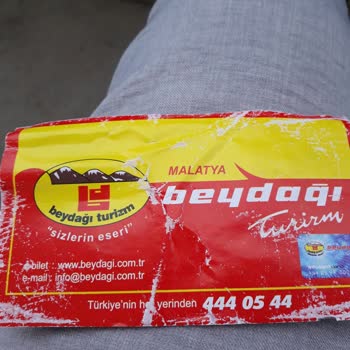 MALATYA
beydağı
Turizm
beydağı turizm
"sizlerin eseri"
e-bilet : www.beydagi.com.tr
e-mail : info@beydagi.com.tr
Türkiye'nin her yerinden 444 05 44